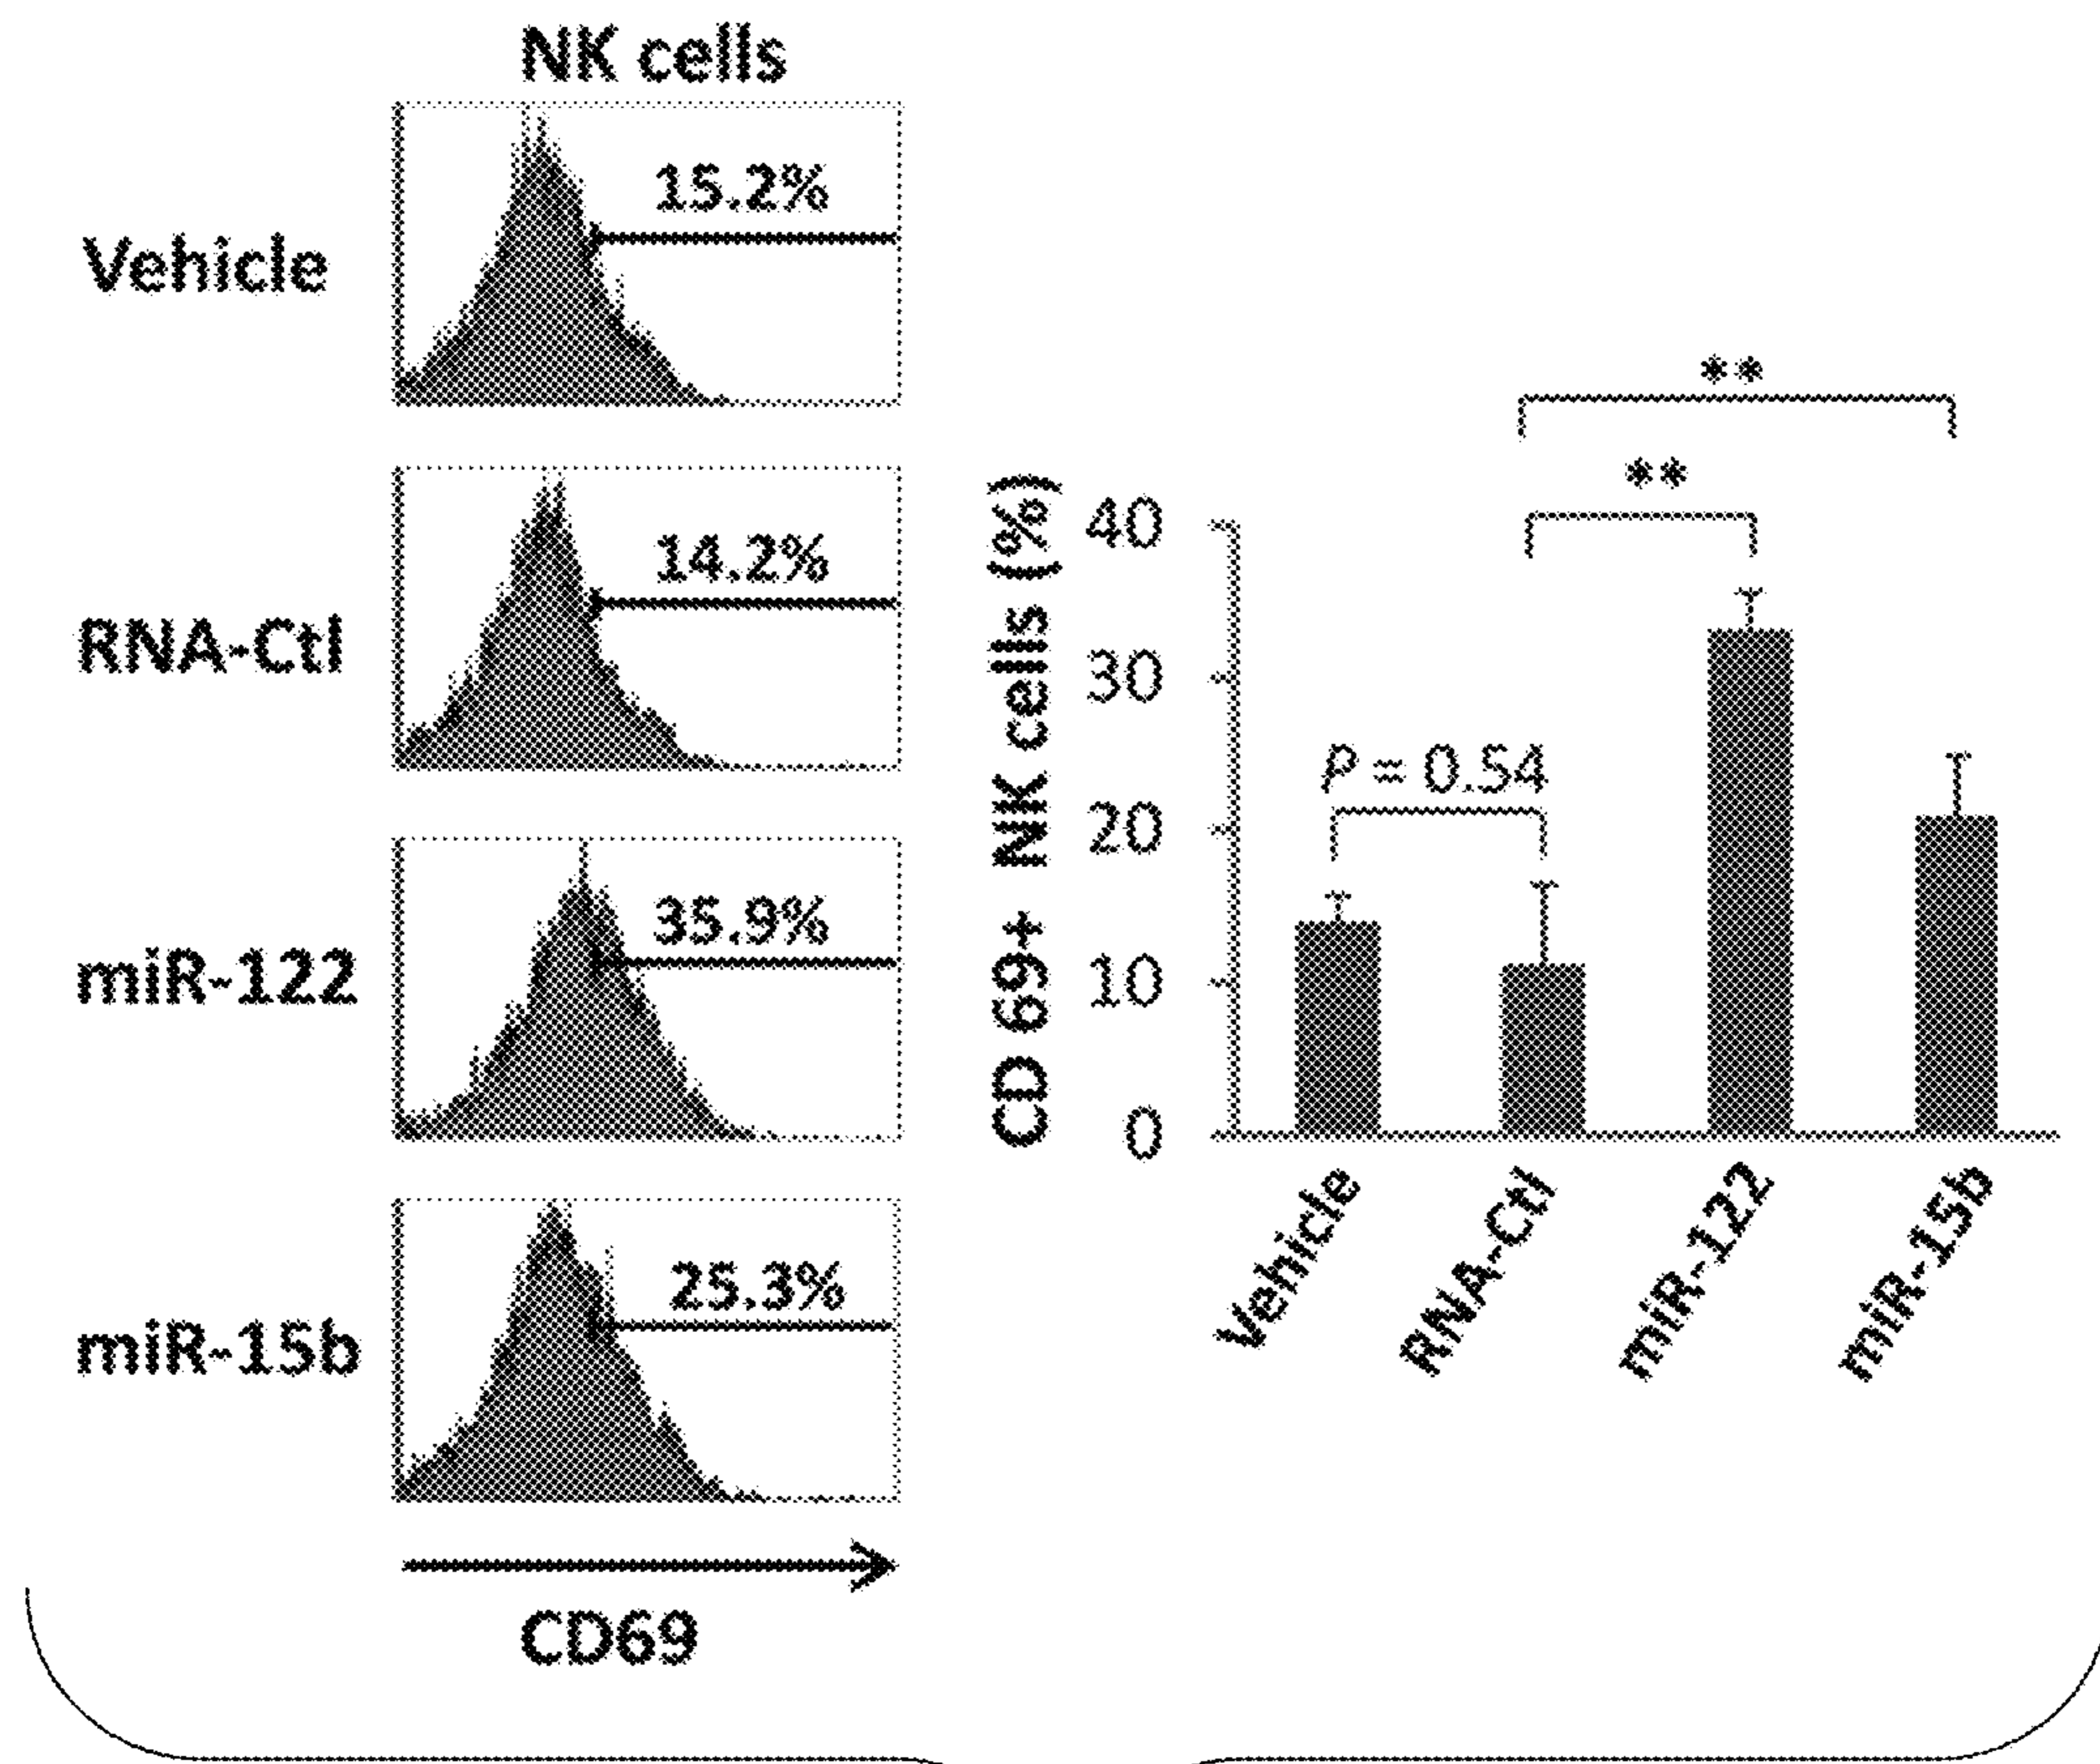 NK cells
Vehicle
15.2%
RNA-Ctl
14.2%
miR-122
35.9%
miR-15b
25.3%
CD69
CD 69+ NK cells (%)
40
30
20
10
0
**
**
P = 0.54
Vehicle
RNA-Ctl
miR-122
miR-15b